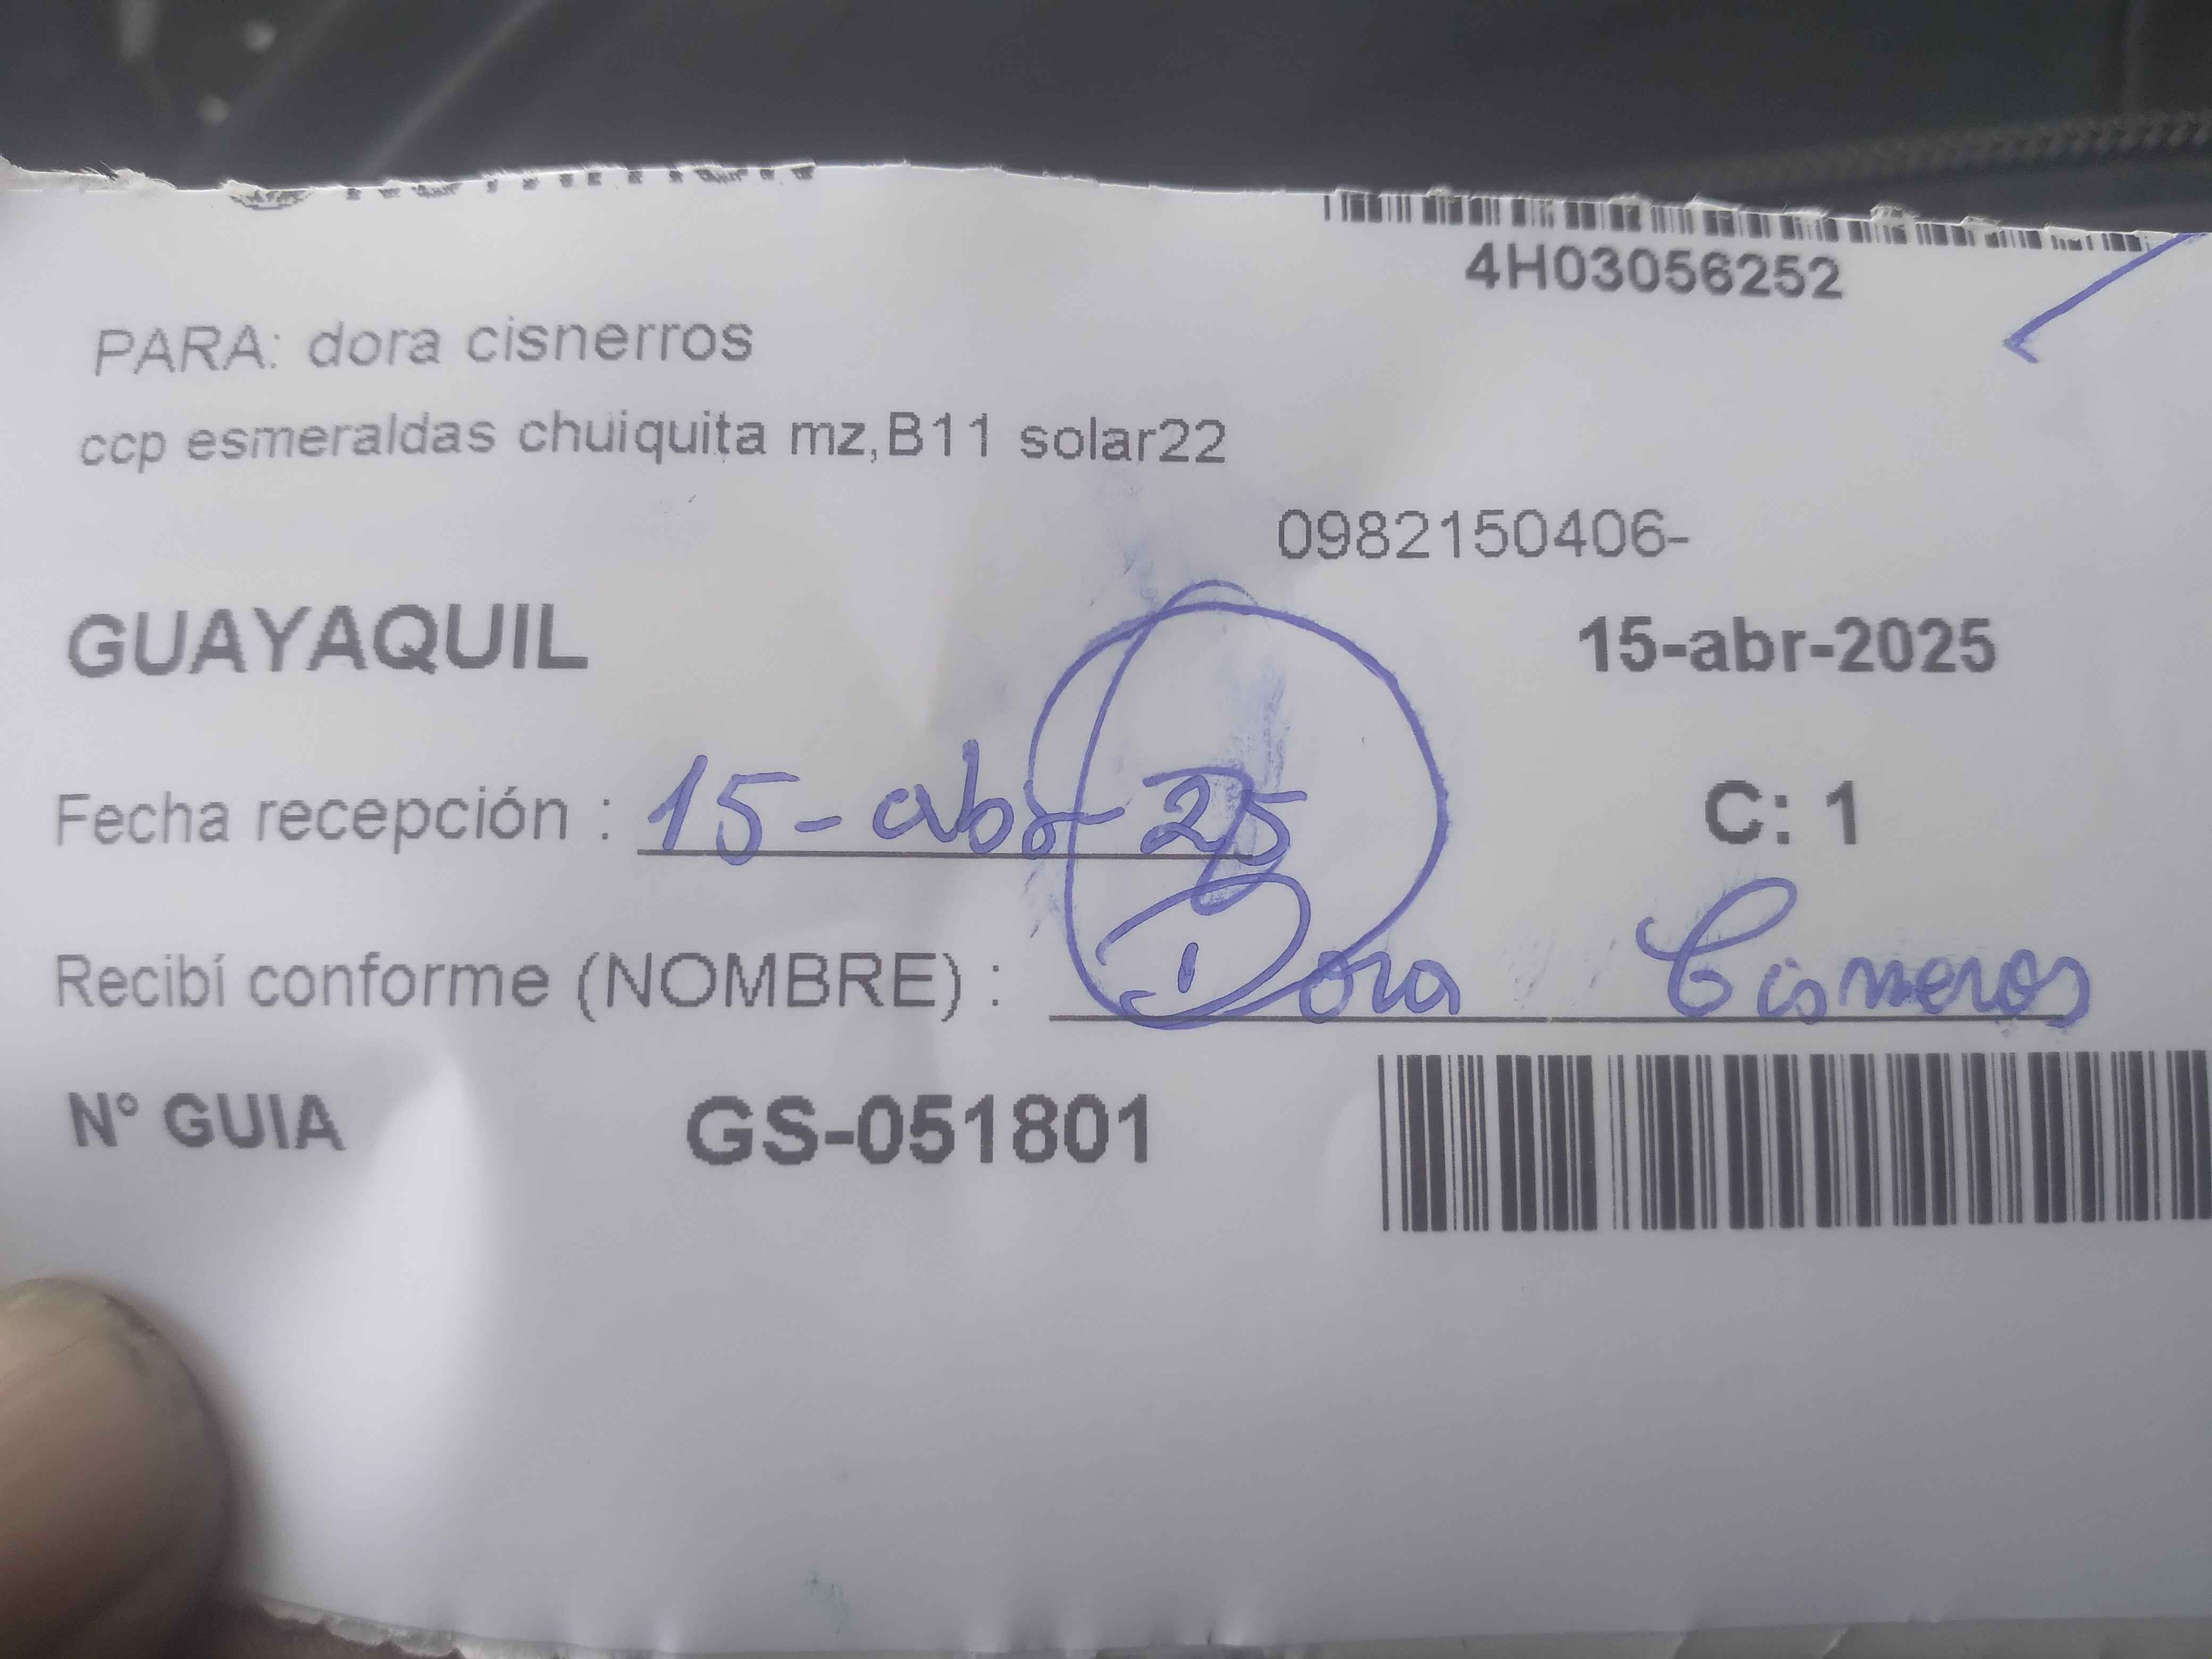 4H03056252
PARA: dora cisnerros
ccp esmeraldas chuiquita mz,B11 solar22
0982150406-
GUAYAQUIL 15-abr-2025
Fecha recepción : 15-abr-25 C: 1
Recibí conforme (NOMBRE) : Dora Cisneros
N° GUIA GS-051801